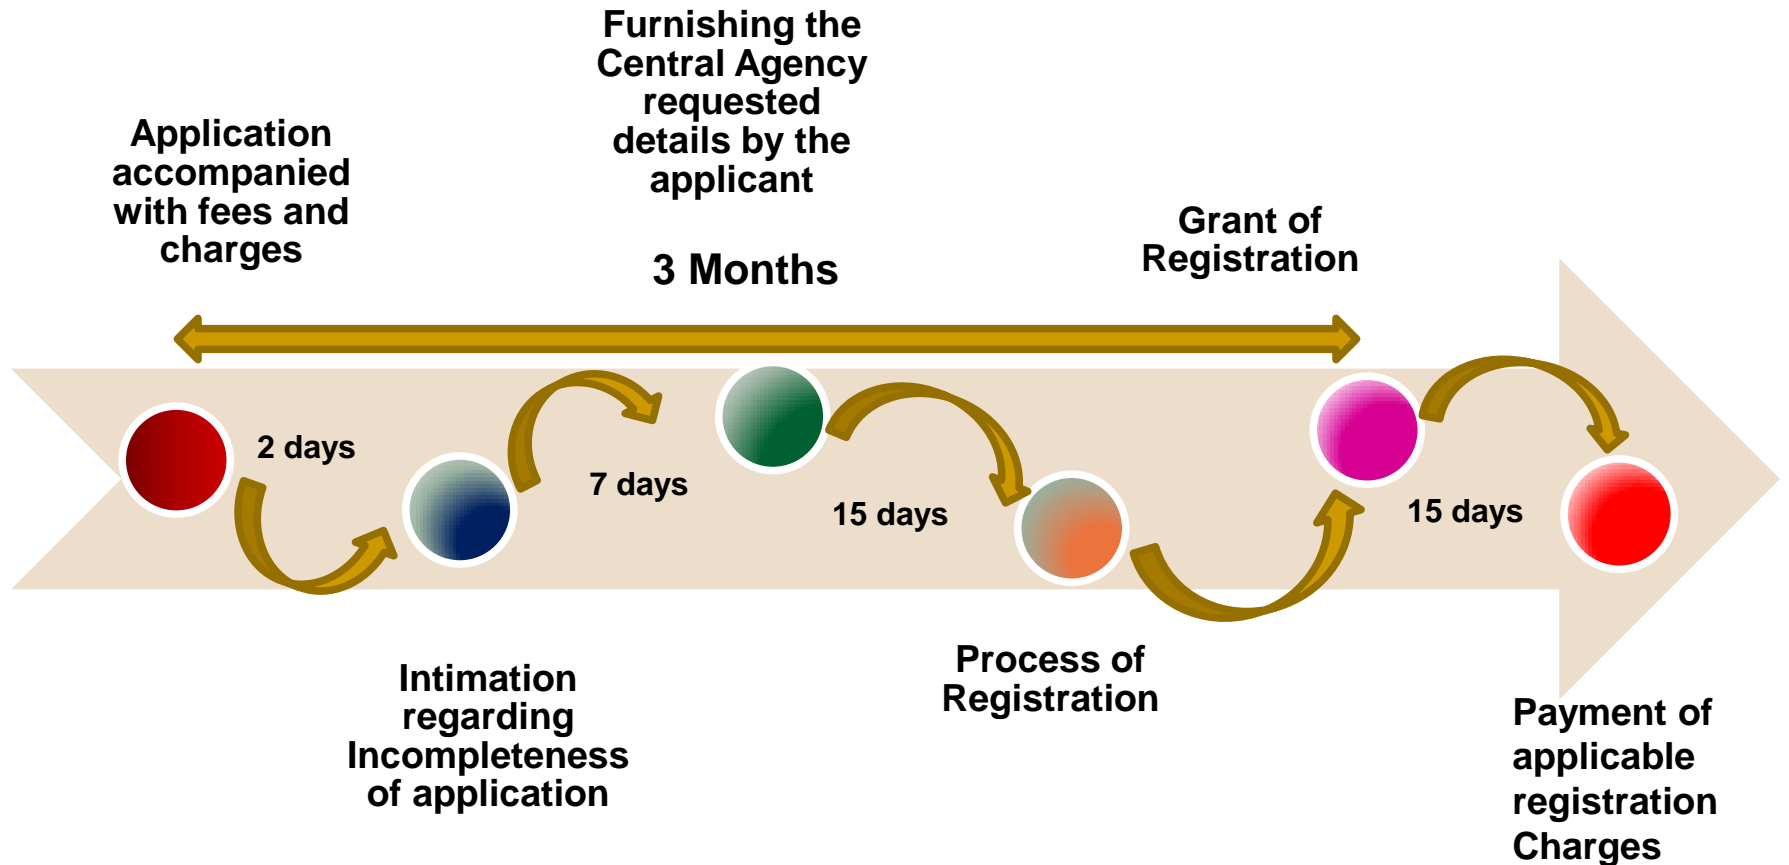 Application
accompanied
with fees and
charges
Furnishing the
Central Agency
requested
details by the
applicant
3 Months
Grant of
Registration
2 days
7 days
15 days
15 days
Intimation
regarding
Incompleteness
of application
Process of
Registration
Payment of
applicable
registration
Charges